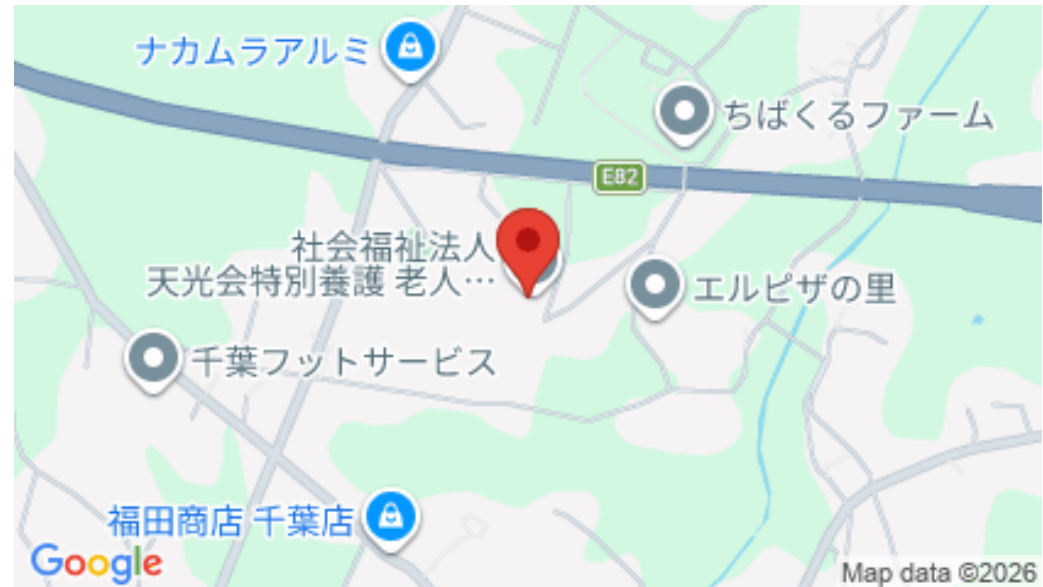 ナカムラアルミ
ちばくるファーム
E82
社会福祉法人
天光会特別養護 老人…
エルピザの里
千葉フットサービス
福田商店 千葉店
Google
Map data ©2026